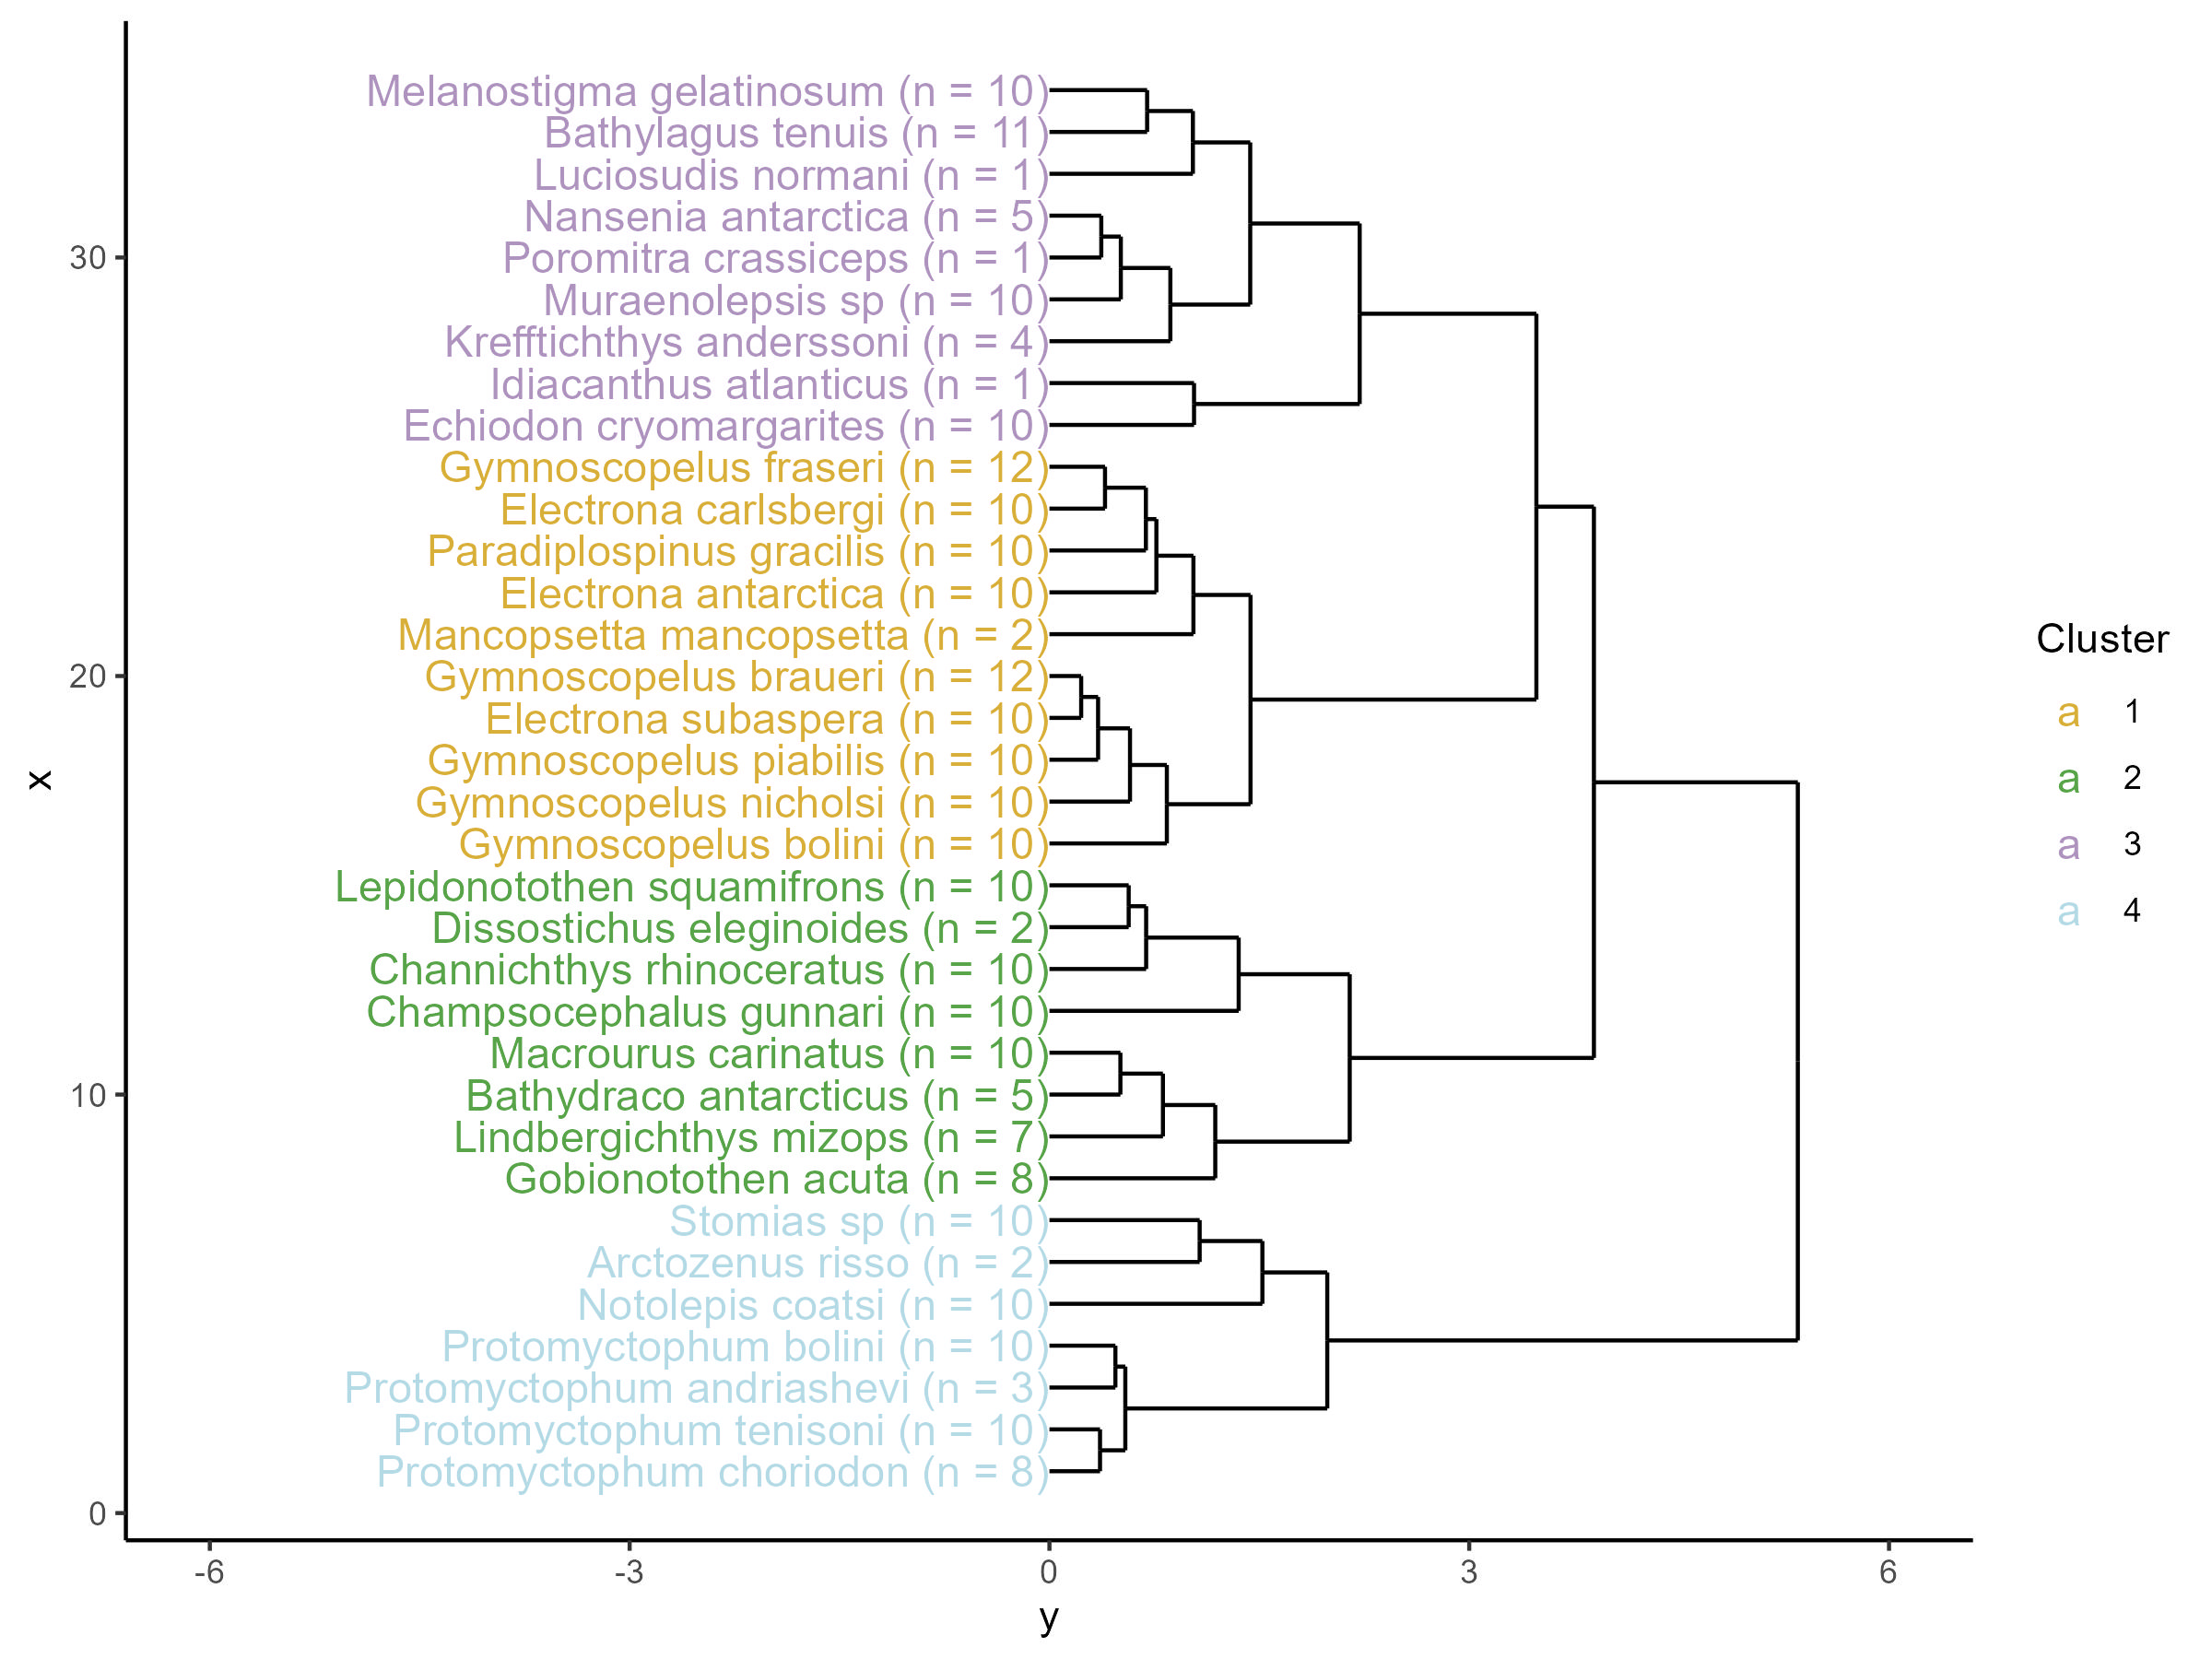 Melanostigma gelatinosum (n = 10)
Bathylagus tenuis (n = 11)
Luciosudis normani (n = 1)
Nansenia antarctica (n = 5)
Poromitra crassiceps (n = 1)
Muraenolepsis sp (n = 10)
Krefftichthys anderssoni (n = 4)
Idiacanthus atlanticus (n = 1)
Echiodon cryomargarites (n = 10)
Gymnoscopelus fraseri (n = 12)
Electrona carlsbergi (n = 10)
Paradiplospinus gracilis (n = 10)
Electrona antarctica (n = 10)
Mancopsetta mancopsetta (n = 2)
Gymnoscopelus braueri (n = 12)
Electrona subaspera (n = 10)
Gymnoscopelus piabilis (n = 10)
Gymnoscopelus nicholsi (n = 10)
Gymnoscopelus bolini (n = 10)
Lepidonotothen squamifrons (n = 10)
Dissostichus eleginoides (n = 2)
Channichthys rhinoceratus (n = 10)
Champsocephalus gunnari (n = 10)
Macrourus carinatus (n = 10)
Bathydraco antarcticus (n = 5)
Lindbergichthys mizops (n = 7)
Gobionotothen acuta (n = 8)
Stomias sp (n = 10)
Arctozenus risso (n = 2)
Notolepis coatsi (n = 10)
Protomyctophum bolini (n = 10)
Protomyctophum andriashevi (n = 3)
Protomyctophum tenisoni (n = 10)
Protomyctophum choriodon (n = 8)
30
20
10
0
x
-6
-3
0
3
6
y
Cluster
a 1
a 2
a 3
a 4